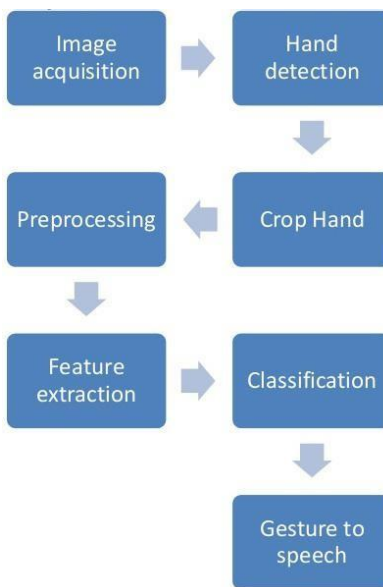 Image
acquisition
Hand
detection
Crop Hand
Preprocessing
Feature
extraction
Classification
Gesture to
speech